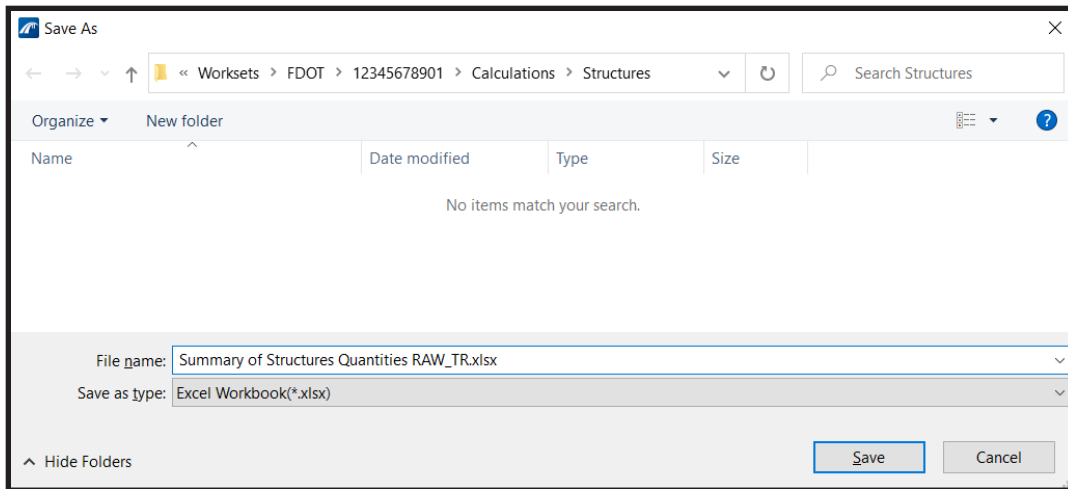 Save As
« Worksets > FDOT > 12345678901 > Calculations > Structures
Search Structures
Organize
New folder
Name
Date modified
Type
Size
No items match your search.
File name: Summary of Structures Quantities RAW_TR.xlsx
Save as type: Excel Workbook(*.xlsx)
Hide Folders
Save
Cancel